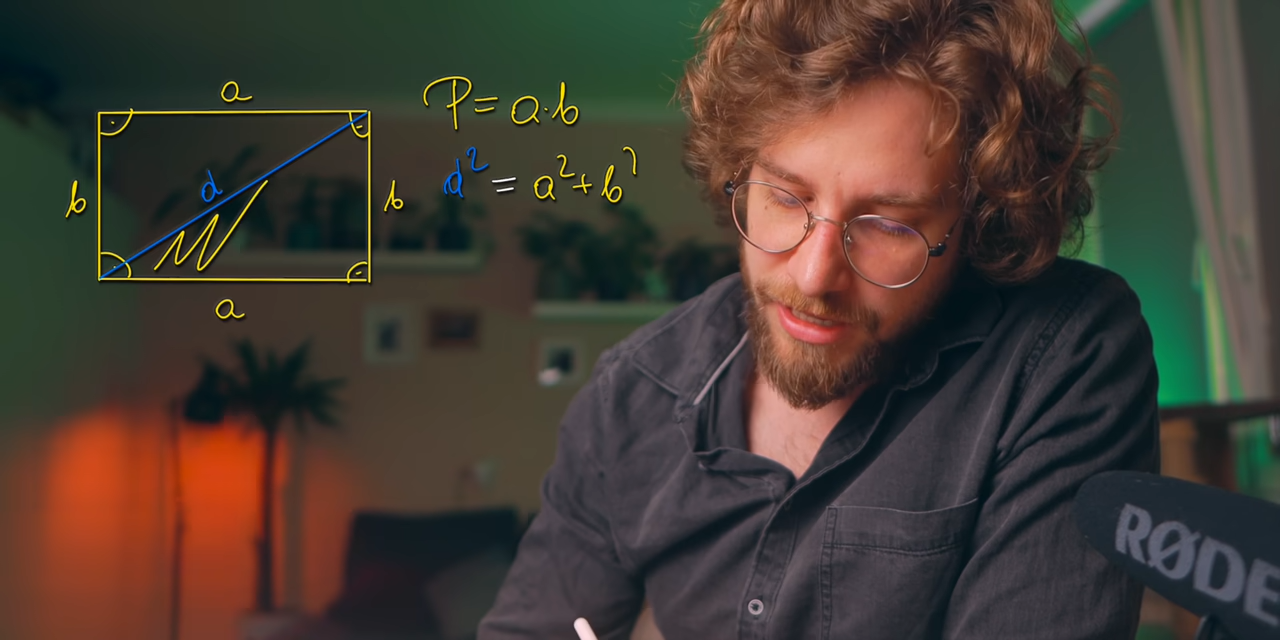 a
P = a·b
d
b
b
d² = a² + b²
a
RØDE